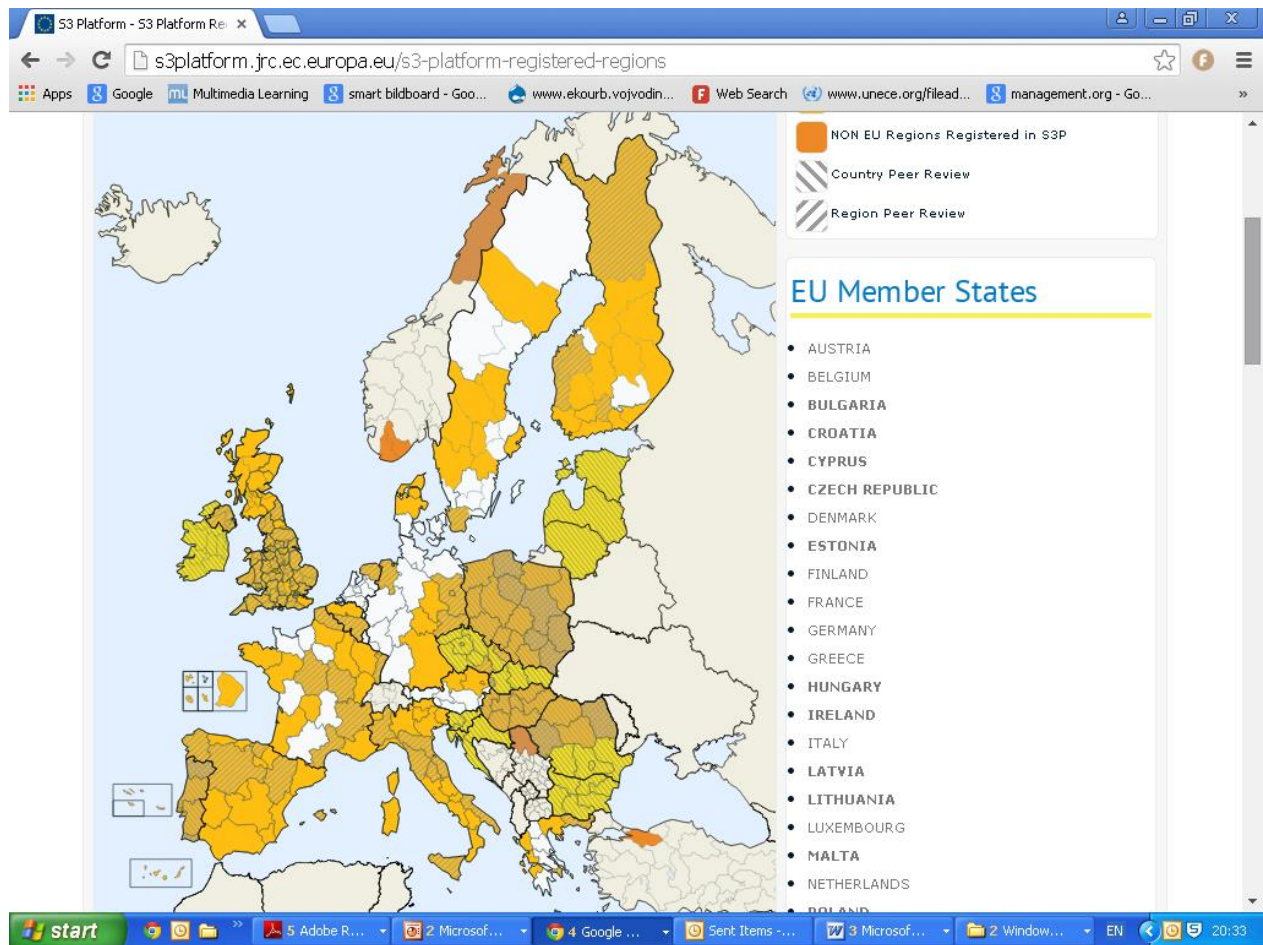 S3 Platform - S3 Platform Re
s3platform.jrc.ec.europa.eu/s3-platform-registered-regions
Apps Google Multimedia Learning smart bildboard - Goo... www.ekourb.vojvodin... Web Search www.unece.org/filead... management.org - Go... »
NON EU Regions Registered in S3P
Country Peer Review
Region Peer Review
EU Member States
• AUSTRIA
• BELGIUM
• BULGARIA
• CROATIA
• CYPRUS
• CZECH REPUBLIC
• DENMARK
• ESTONIA
• FINLAND
• FRANCE
• GERMANY
• GREECE
• HUNGARY
• IRELAND
• ITALY
• LATVIA
• LITHUANIA
• LUXEMBOURG
• MALTA
• NETHERLANDS
• POLAND
start » 5 Adobe R... 2 Microsof... 4 Google ... Sent Items -... 3 Microsof... 2 Window... EN 20:33